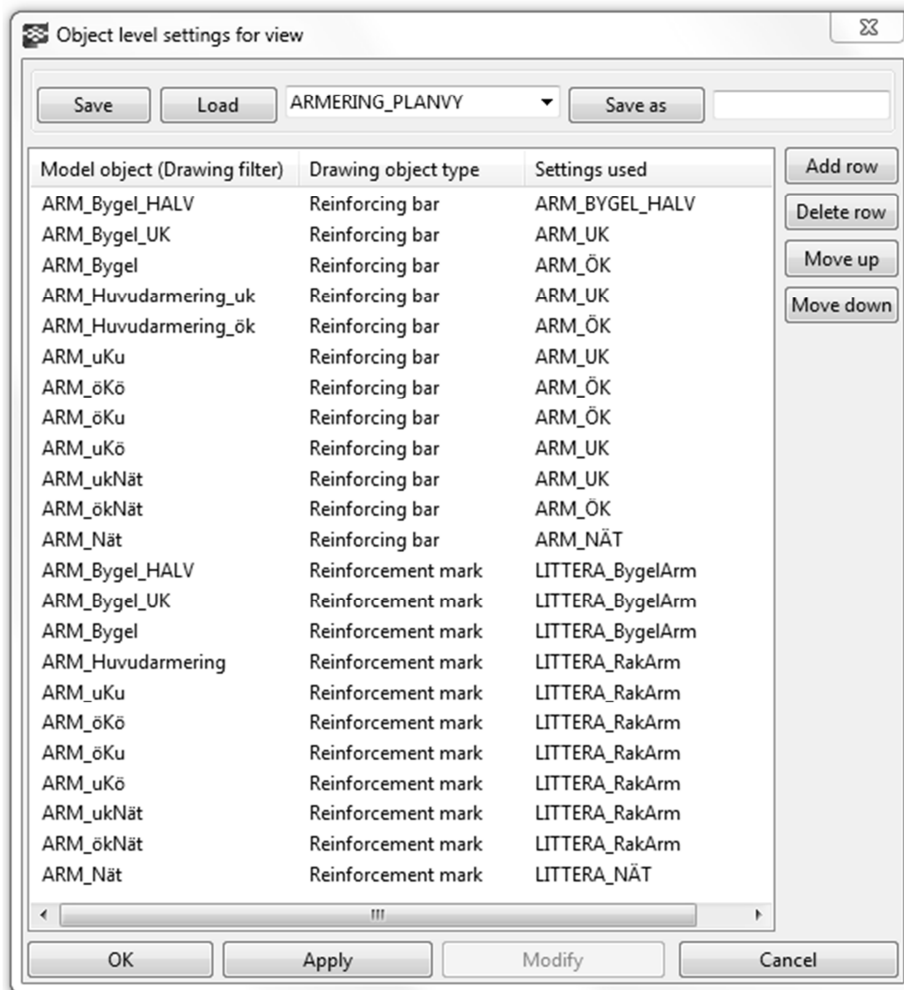 Object level settings for view
Save Load ARMERING_PLANVY Save as
Model object (Drawing filter) Drawing object type Settings used Add row
ARM_Bygel_HALV Reinforcing bar ARM_BYGEL_HALV
Delete row
ARM_Bygel_UK Reinforcing bar ARM_UK
ARM_Bygel Reinforcing bar ARM_ÖK Move up
ARM_Huvudarmering_uk Reinforcing bar ARM_UK Move down
ARM_Huvudarmering_ök Reinforcing bar ARM_ÖK
ARM_uKu Reinforcing bar ARM_UK
ARM_öKö Reinforcing bar ARM_ÖK
ARM_öKu Reinforcing bar ARM_ÖK
ARM_uKö Reinforcing bar ARM_UK
ARM_ukNät Reinforcing bar ARM_UK
ARM_ökNät Reinforcing bar ARM_ÖK
ARM_Nät Reinforcing bar ARM_NÄT
ARM_Bygel_HALV Reinforcement mark LITTERA_BygelArm
ARM_Bygel_UK Reinforcement mark LITTERA_BygelArm
ARM_Bygel Reinforcement mark LITTERA_BygelArm
ARM_Huvudarmering Reinforcement mark LITTERA_RakArm
ARM_uKu Reinforcement mark LITTERA_RakArm
ARM_öKö Reinforcement mark LITTERA_RakArm
ARM_öKu Reinforcement mark LITTERA_RakArm
ARM_uKö Reinforcement mark LITTERA_RakArm
ARM_ukNät Reinforcement mark LITTERA_RakArm
ARM_ökNät Reinforcement mark LITTERA_RakArm
ARM_Nät Reinforcement mark LITTERA_NÄT
OK Apply Modify Cancel